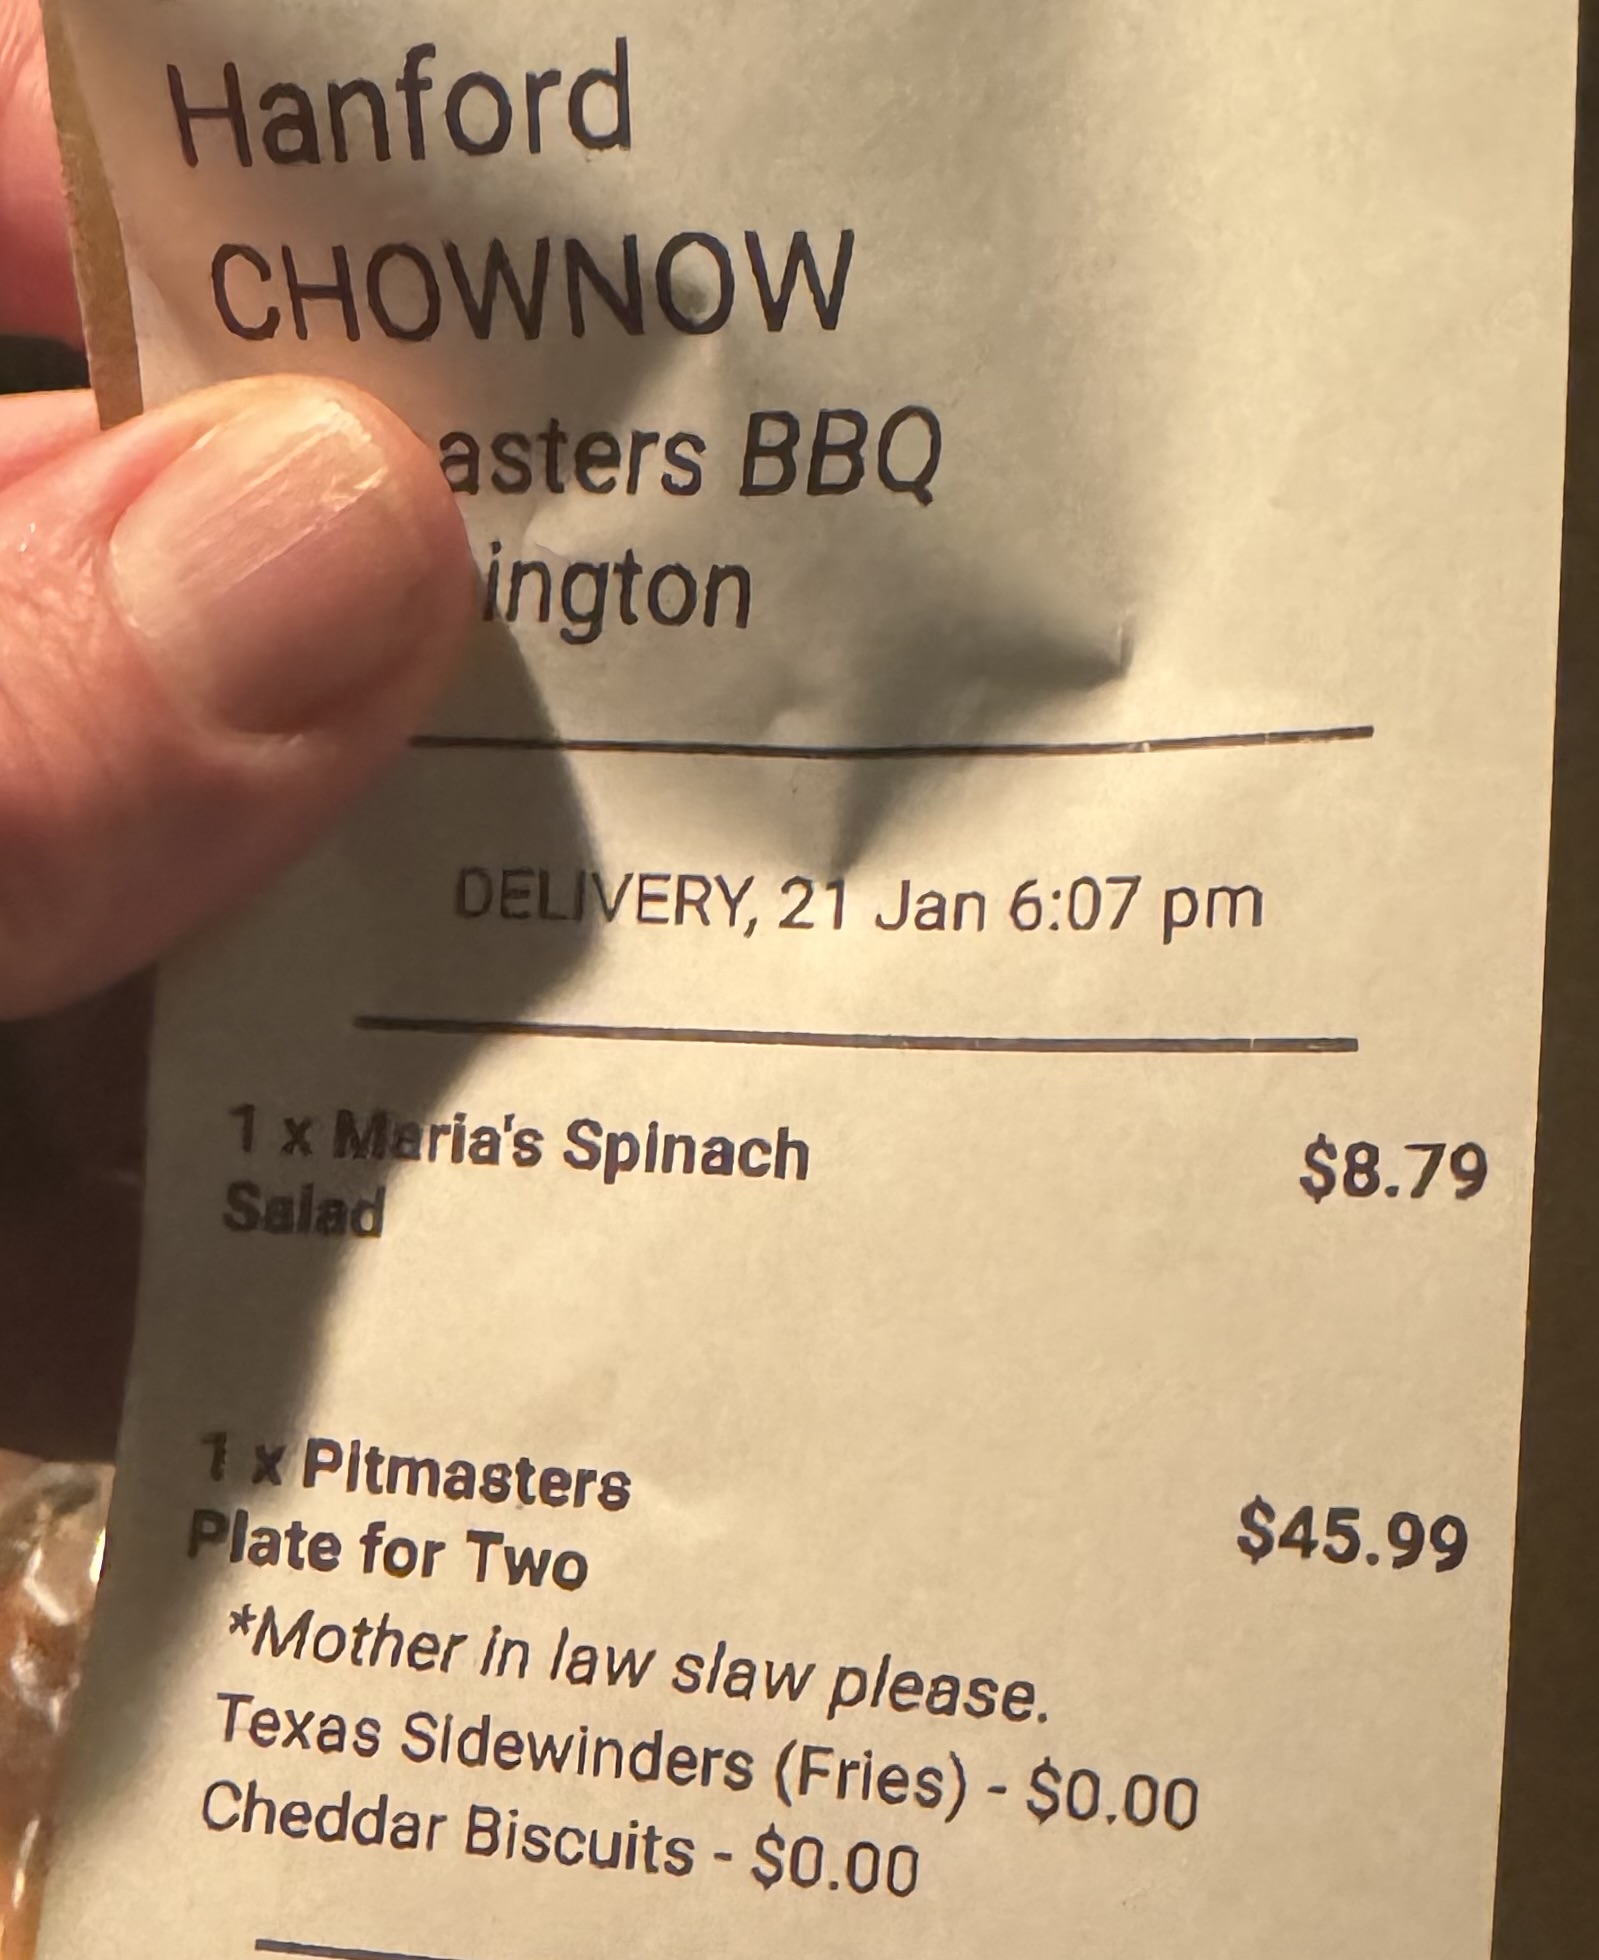 Hanford
CHOWNOW
asters BBQ
ington
DELIVERY, 21 Jan 6:07 pm
1 x Maria's Spinach $8.79
Salad
1 x Pitmasters
Plate for Two $45.99
*Mother in law slaw please.
Texas Sidewinders (Fries) - $0.00
Cheddar Biscuits - $0.00